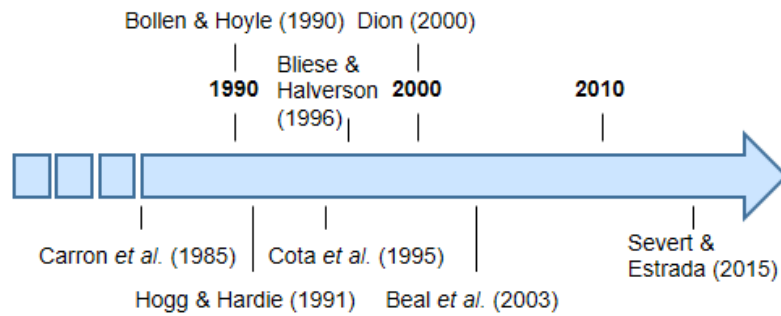 Bollen & Hoyle (1990) Dion (2000)
Bliese &
Halverson
(1996)
1990 2000 2010
Carron et al. (1985) Cota et al. (1995)
Severt &
Estrada (2015)
Hogg & Hardie (1991) Beal et al. (2003)